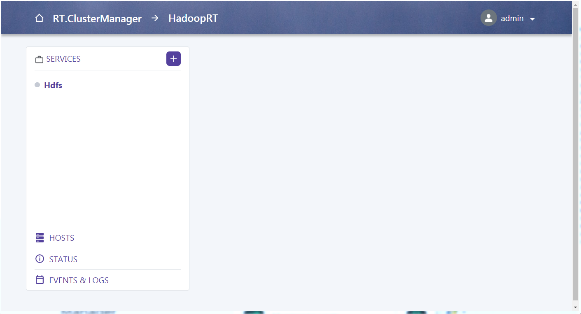 RT.ClusterManager → HadoopRT admin
SERVICES +
Hdfs
HOSTS
STATUS
EVENTS & LOGS